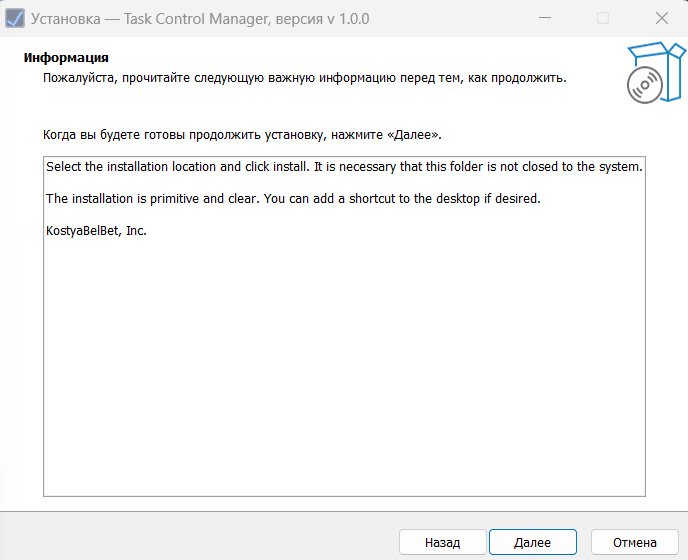 Установка — Task Control Manager, версия v 1.0.0
Информация
Пожалуйста, прочитайте следующую важную информацию перед тем, как продолжить.
Когда вы будете готовы продолжить установку, нажмите «Далее».
Select the installation location and click install. It is necessary that this folder is not closed to the system.
The installation is primitive and clear. You can add a shortcut to the desktop if desired.
KostyaBelBet, Inc.
Назад Далее Отмена